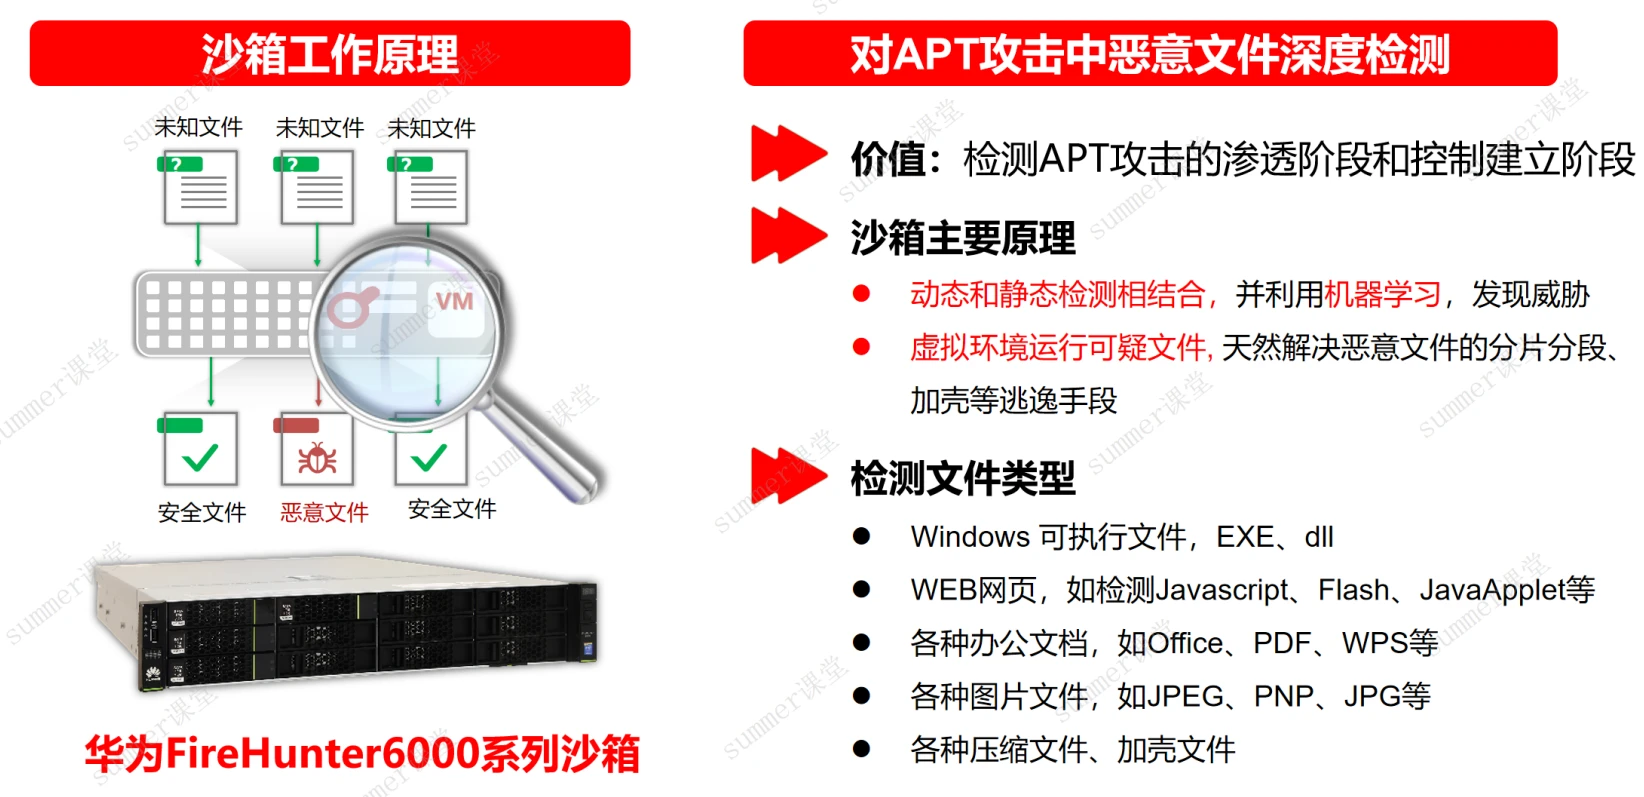 沙箱工作原理
未知文件 未知文件 未知文件
? ? ?
VM
安全文件 恶意文件 安全文件
华为FireHunter6000系列沙箱
对APT攻击中恶意文件深度检测
价值：检测APT攻击的渗透阶段和控制建立阶段
沙箱主要原理
动态和静态检测相结合，并利用机器学习，发现威胁
虚拟环境运行可疑文件,天然解决恶意文件的分片分段、
加壳等逃逸手段
检测文件类型
Windows 可执行文件，EXE、dll
WEB网页，如检测Javascript、Flash、JavaApplet等
各种办公文档，如Office、PDF、WPS等
各种图片文件，如JPEG、PNP、JPG等
各种压缩文件、加壳文件
summer课堂